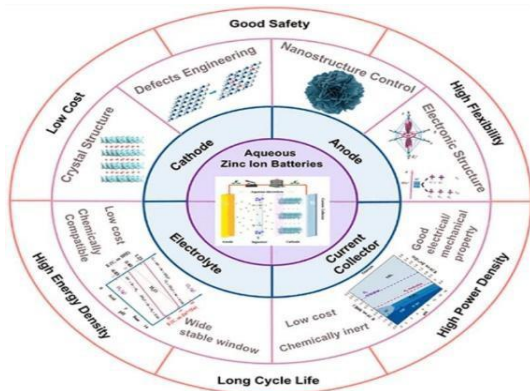 Good Safety
Low Cost
High Flexibility
Defects Engineering
Nanostructure Control
Crystal Structure
Electronic Structure
Cathode
Anode
Aqueous
Zinc Ion Batteries
Electrolyte
Current
Collector
Low cost
Chemically
Compatible
Wide
stable window
Good
electrical/
mechanical
property
Low cost
Chemically inert
High Energy Density
High Power Density
Long Cycle Life